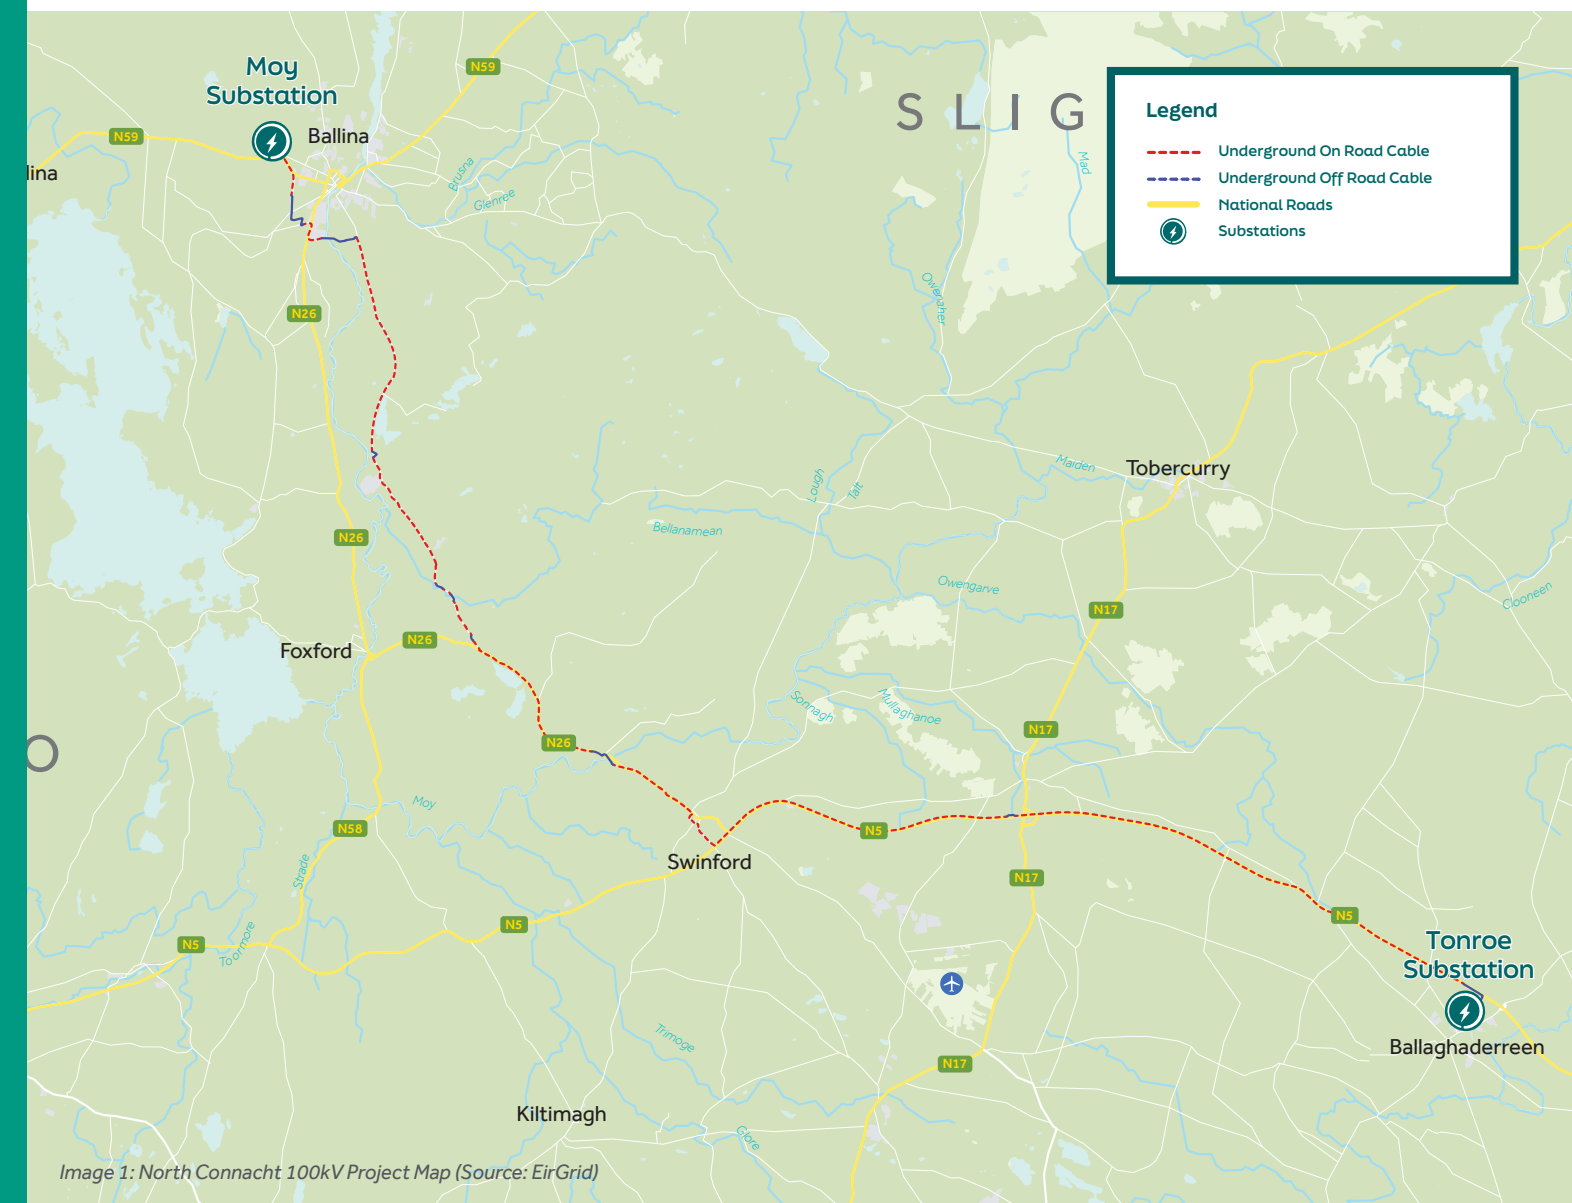 Moy
Substation
N59
N59
Ballina
lina
SLIG
Legend
Underground On Road Cable
Underground Off Road Cable
National Roads
Substations
Mad
Brusna
Glenree
Owenaher
N26
Maiden
Tobercurry
Lough
Talt
Bellanamean
N26
Owengarve
Clooneen
N17
Foxford
N26
Sonnagh
Mullaghanoe
N17
O
N26
Moy
N58
N5
Swinford
Strade
N17
N5
N5
N5
Toormore
Tonroe
Substation
Trimoge
Ballaghaderreen
N17
Kiltimagh
Glore
Image 1: North Connacht 100kV Project Map (Source: EirGrid)